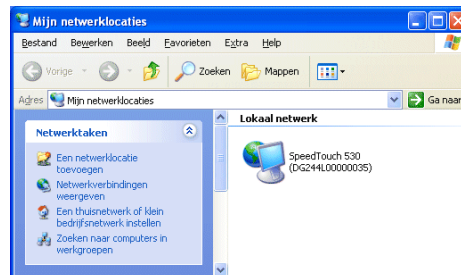 Mijn netwerklocaties
Bestand Bewerken Beeld Favorieten Extra Help
Vorige Zoeken Mappen
Adres Mijn netwerklocaties Ga naar
Netwerktaken
Een netwerklocatie
toevoegen
Netwerkverbindingen
weergeven
Een thuisnetwerk of klein
bedrijfsnetwerk instellen
Zoeken naar computers in
werkgroepen
Lokaal netwerk
SpeedTouch 530
(DG244L00000035)